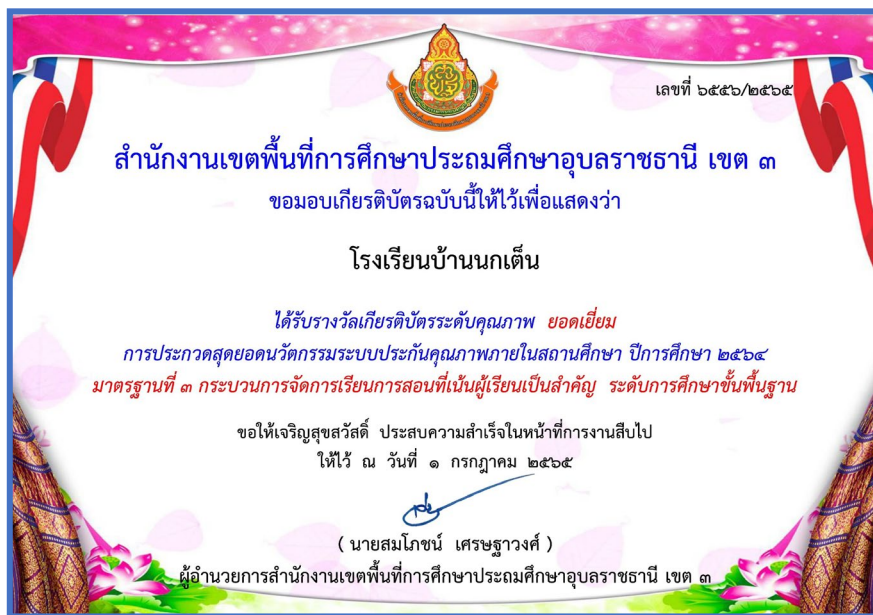 เลขที่ ๖๕๕๖/๒๕๖๕
สำนักงานเขตพื้นที่การศึกษาประถมศึกษาอุบลราชธานี เขต ๓
ขอมอบเกียรติบัตรฉบับนี้ให้ไว้เพื่อแสดงว่า
โรงเรียนบ้านนกเต็น
ได้รับรางวัลเกียรติบัตรระดับคุณภาพ ยอดเยี่ยม
การประกวดสุดยอดนวัตกรรมระบบประกันคุณภาพภายในสถานศึกษา ปีการศึกษา ๒๕๖๔
มาตรฐานที่ ๓ กระบวนการจัดการเรียนการสอนที่เน้นผู้เรียนเป็นสำคัญ ระดับการศึกษาขั้นพื้นฐาน
ขอให้เจริญสุขสวัสดิ์ ประสบความสำเร็จในหน้าที่การงานสืบไป
ให้ไว้ ณ วันที่ ๑ กรกฎาคม ๒๕๖๕
( นายสมโภชน์ เศรษฐาวงศ์ )
ผู้อำนวยการสำนักงานเขตพื้นที่การศึกษาประถมศึกษาอุบลราชธานี เขต ๓